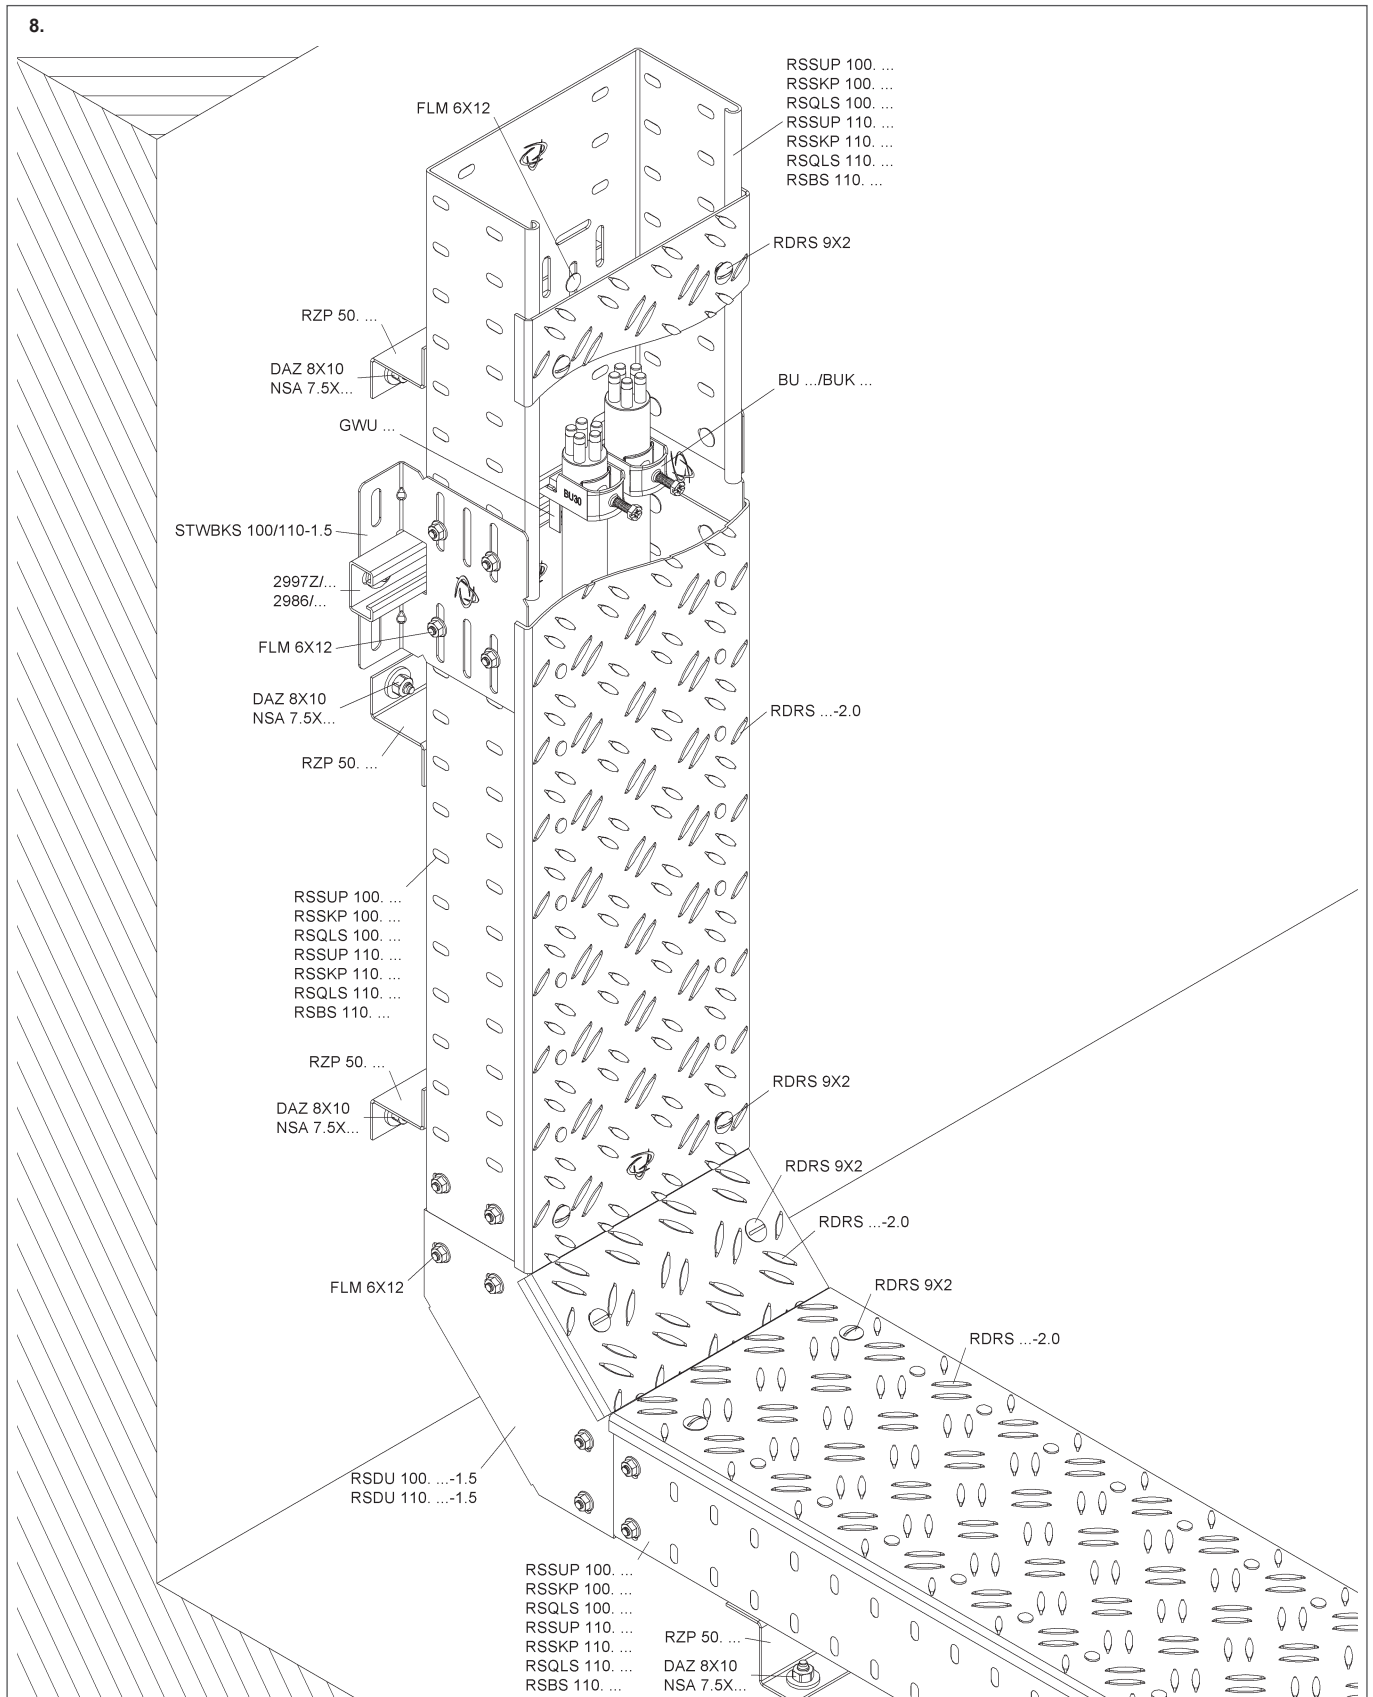 8.
RSSUP 100. ...
RSSKP 100. ...
RSQLS 100. ...
RSSUP 110. ...
RSSKP 110. ...
RSQLS 110. ...
RSBS 110. ...
FLM 6X12
RDRS 9X2
RZP 50. ...
DAZ 8X10
NSA 7.5X...
BU .../BUK ...
GWU ...
BU30
STWBKS 100/110-1.5
2997Z/...
2986/...
FLM 6X12
DAZ 8X10
NSA 7.5X...
RDRS ...-2.0
RZP 50. ...
RSSUP 100. ...
RSSKP 100. ...
RSQLS 100. ...
RSSUP 110. ...
RSSKP 110. ...
RSQLS 110. ...
RSBS 110. ...
RZP 50. ...
RDRS 9X2
DAZ 8X10
NSA 7.5X...
RDRS 9X2
RDRS ...-2.0
FLM 6X12
RDRS 9X2
RDRS ...-2.0
RSDU 100. ...-1.5
RSDU 110. ...-1.5
RSSUP 100. ...
RSSKP 100. ...
RSQLS 100. ...
RSSUP 110. ...
RSSKP 110. ...
RSQLS 110. ...
RSBS 110. ...
RZP 50. ...
DAZ 8X10
NSA 7.5X...